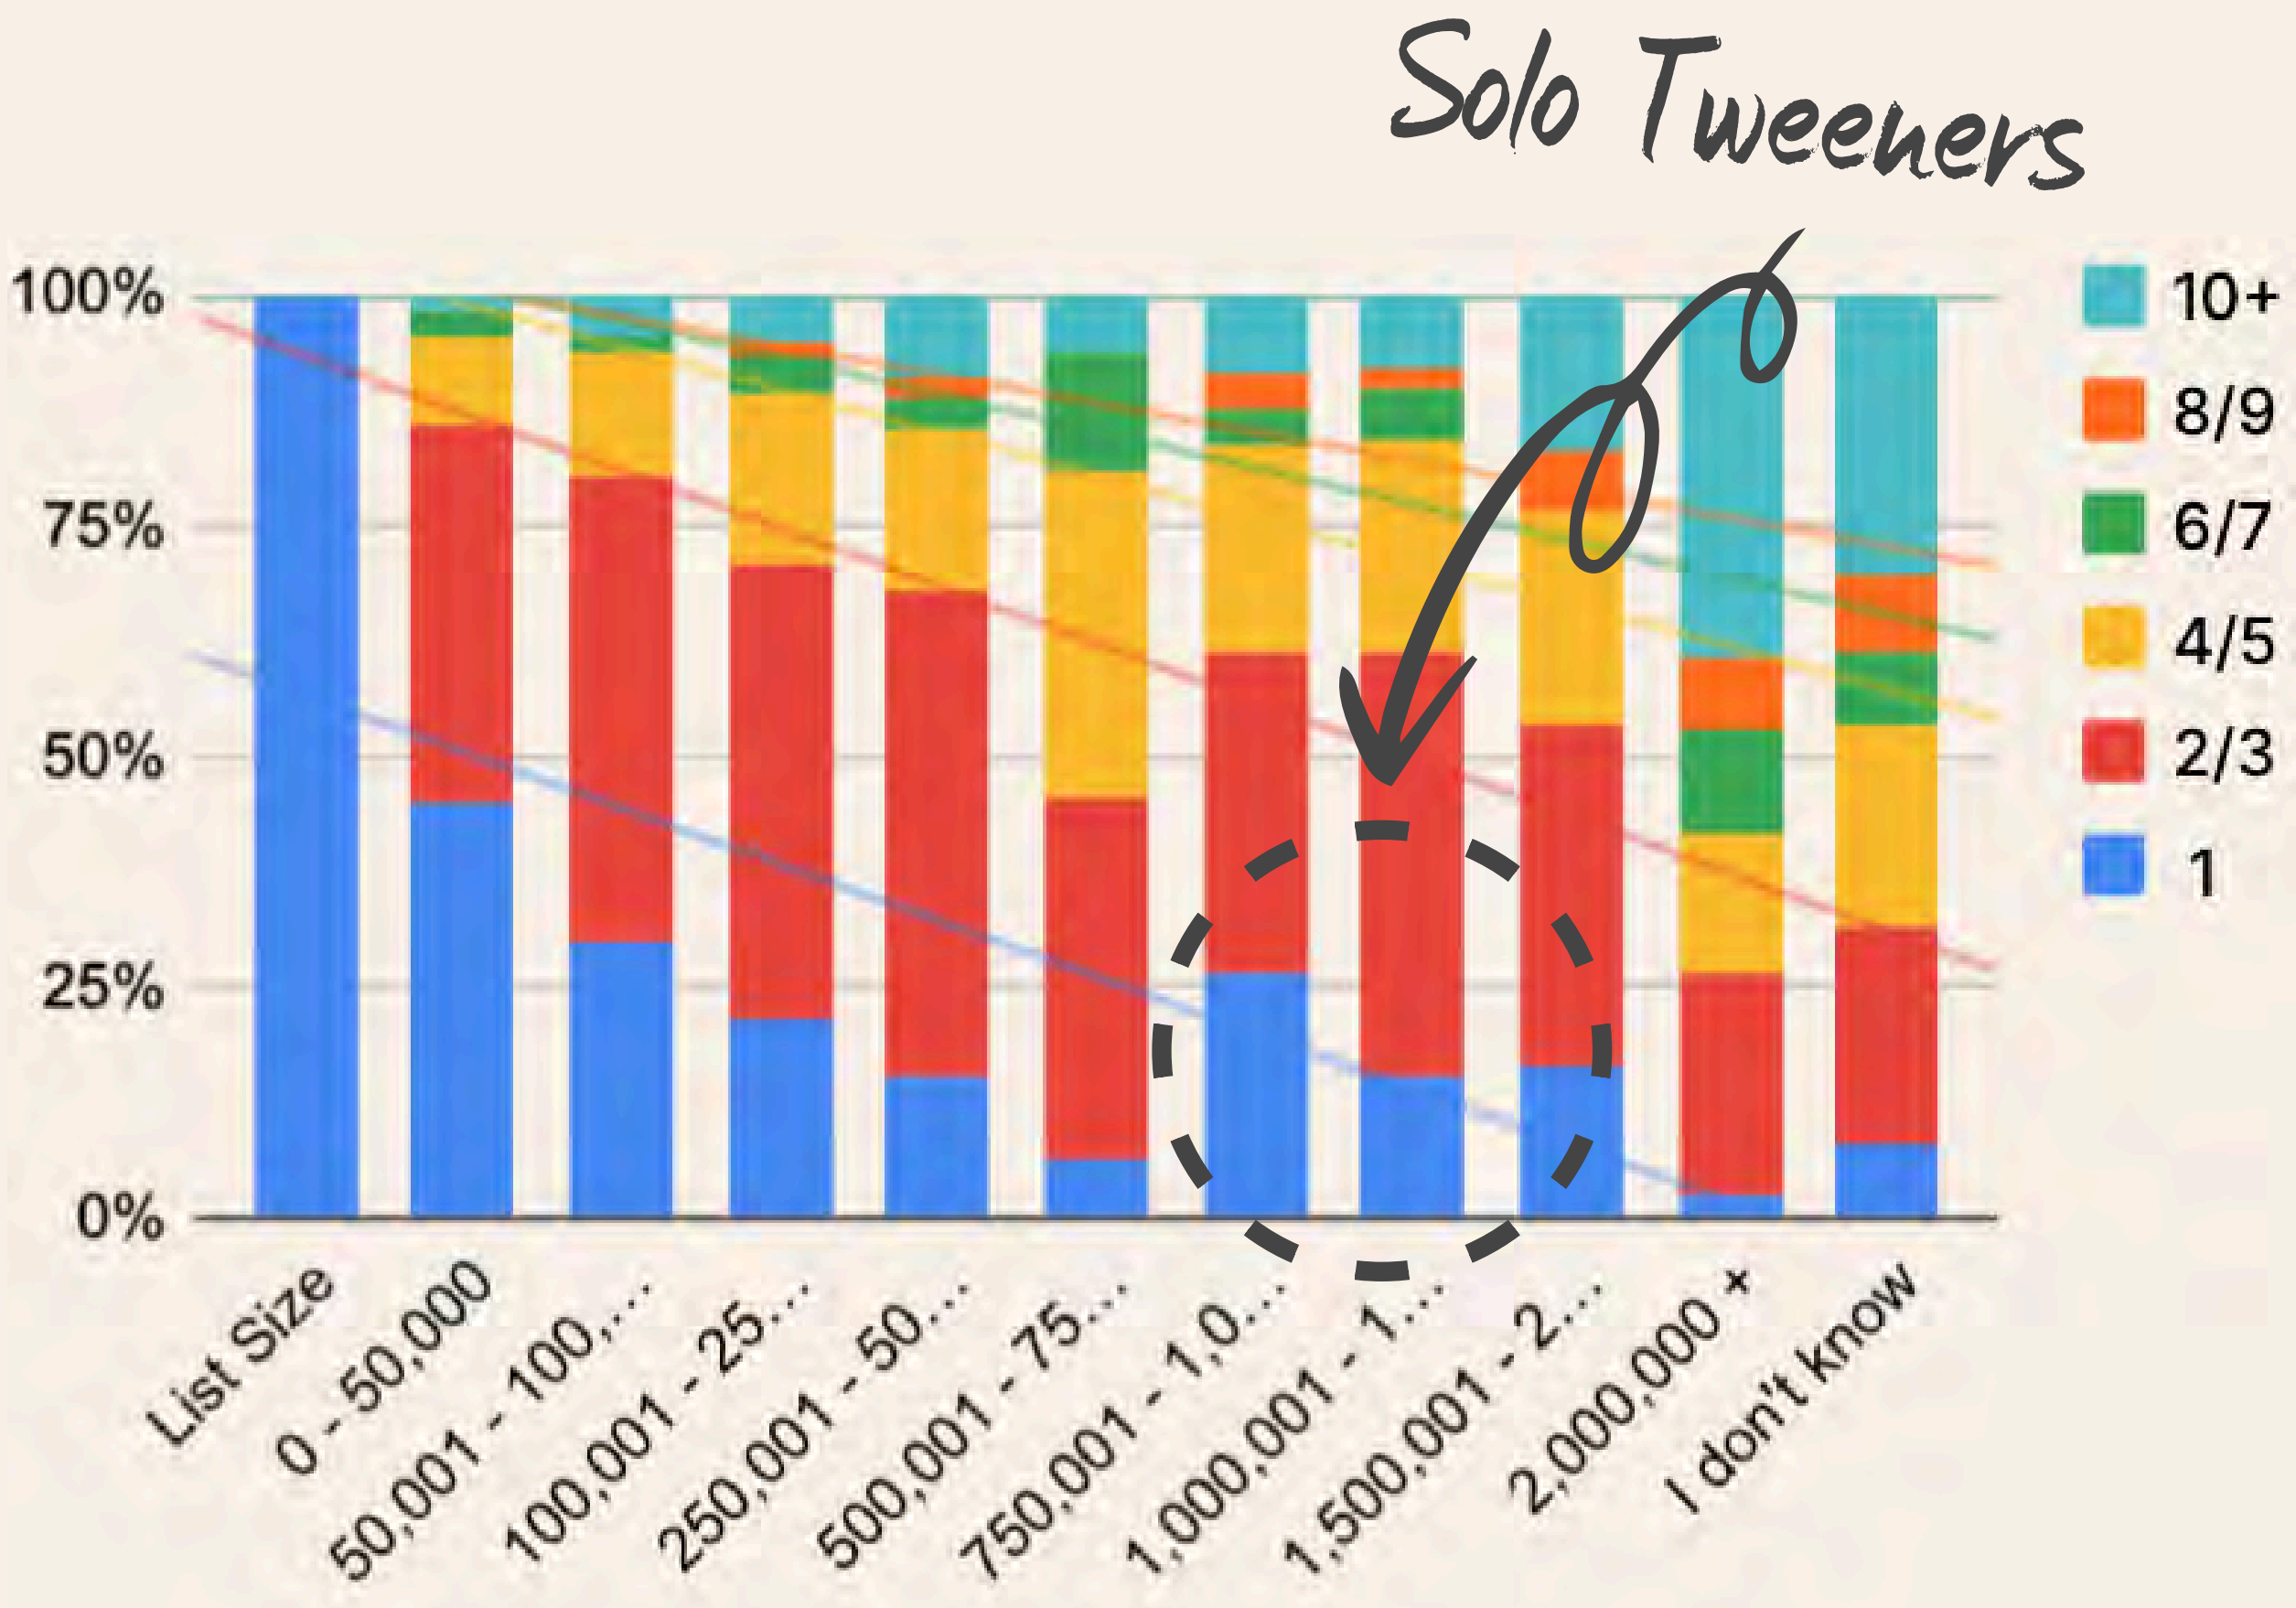 Solo Tweeners
100%
75%
50%
25%
0%
10+
8/9
6/7
4/5
2/3
1
List Size
0 - 50,000
50,001 - 100,...
100,001 - 25...
250,001 - 50...
500,001 - 75...
750,001 - 1,0...
1,000,001 - 1...
1,500,001 - 2...
2,000,000 +
I don't know